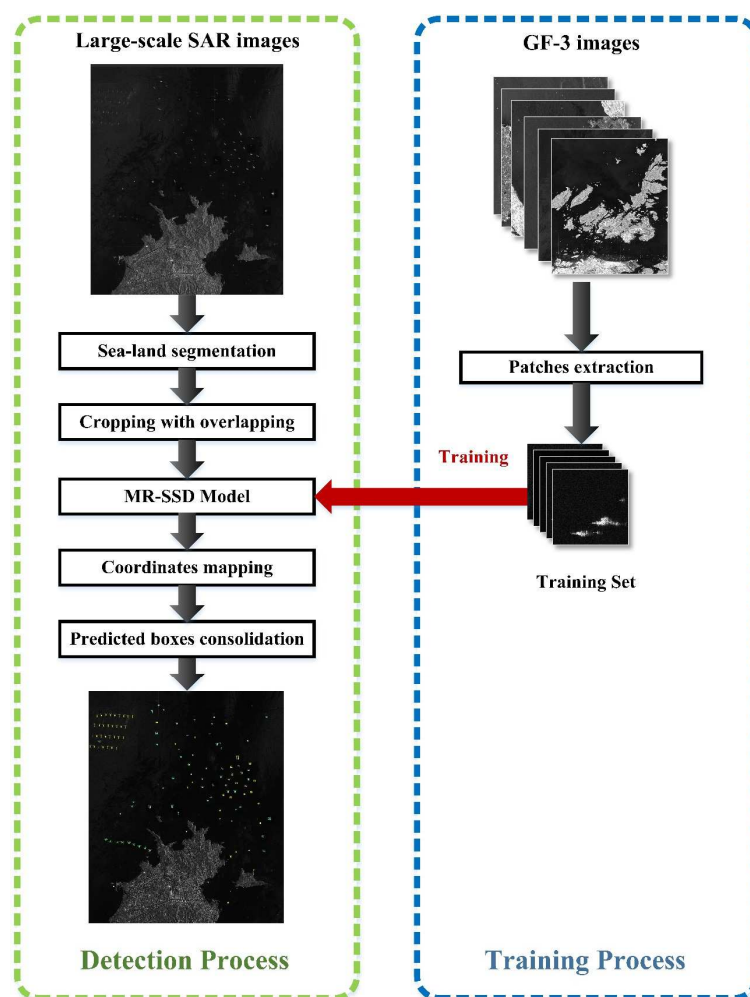 Large-scale SAR images
Sea-land segmentation
Cropping with overlapping
MR-SSD Model
Coordinates mapping
Predicted boxes consolidation
Detection Process
GF-3 images
Patches extraction
Training
Training Set
Training Process